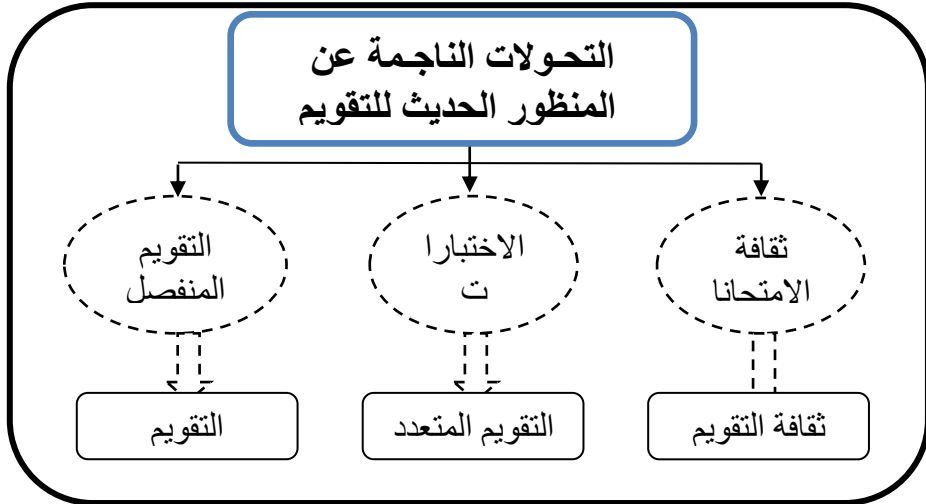 التحـولات الناجـمة عن
المنظور الحديث للتقويم
ثقافة
الامتحانا
الاختبارا
ت
التقويم
المنفصل
ثقافة التقويم
التقويم المتعدد
التقويم